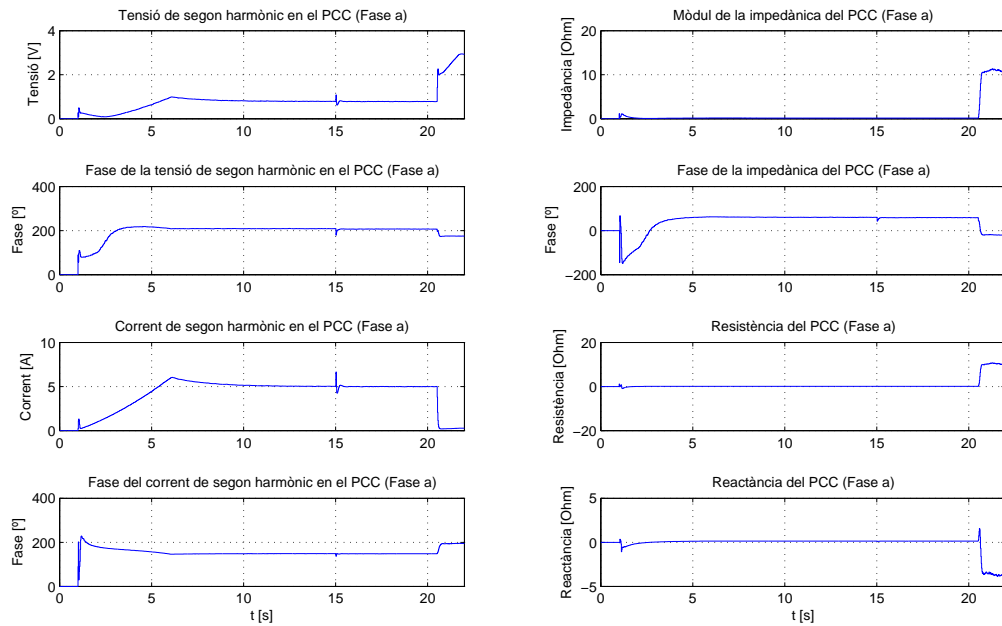 Tensió de segon harmònic en el PCC (Fase a)
Tensió [V]
4
2
0
0 5 10 15 20
Fase de la tensió de segon harmònic en el PCC (Fase a)
Fase [º]
400
200
0
0 5 10 15 20
Corrent de segon harmònic en el PCC (Fase a)
Corrent [A]
10
5
0
0 5 10 15 20
Fase del corrent de segon harmònic en el PCC (Fase a)
Fase [º]
400
200
0
0 5 10 15 20
t [s]
Mòdul de la impedànica del PCC (Fase a)
Impedància [Ohm]
20
10
0
0 5 10 15 20
Fase de la impedànica del PCC (Fase a)
Fase [º]
200
0
−200
0 5 10 15 20
Resistència del PCC (Fase a)
Resistència [Ohm]
20
0
−20
0 5 10 15 20
Reactància del PCC (Fase a)
Reactància [Ohm]
5
0
−5
0 5 10 15 20
t [s]